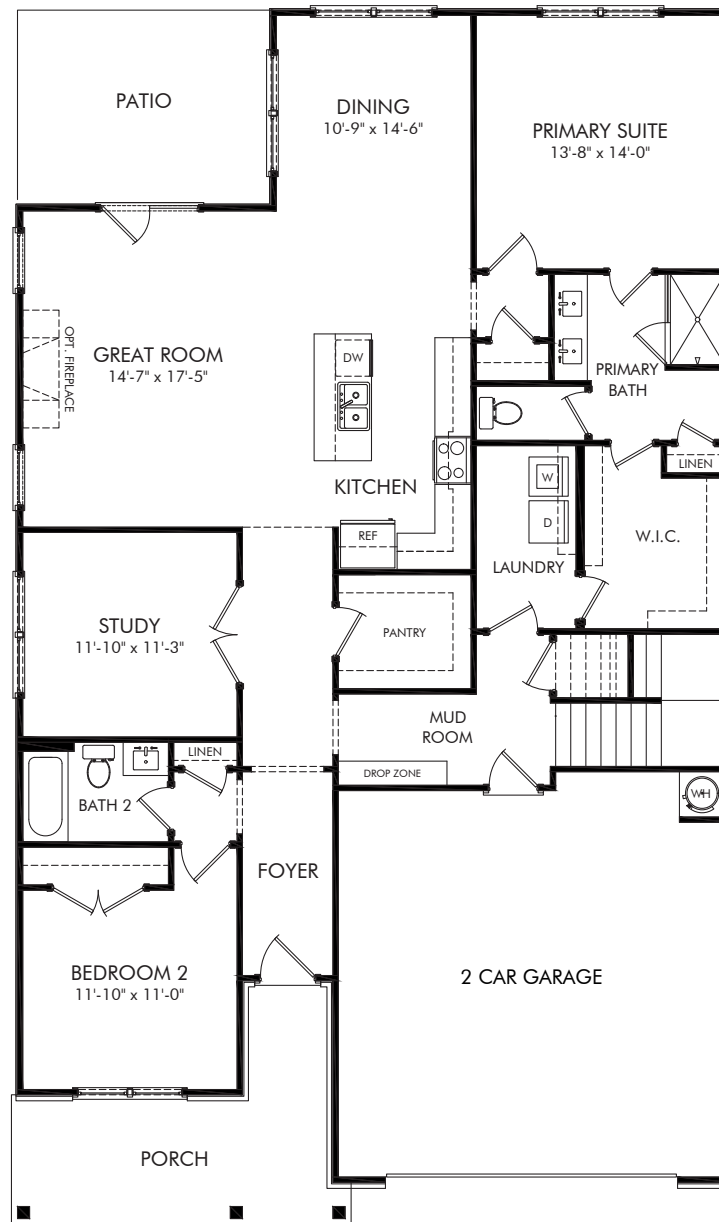 PATIO
DINING
10'-9" x 14'-6"
PRIMARY SUITE
13'-8" x 14'-0"
OPT. FIREPLACE
GREAT ROOM
14'-7" x 17'-5"
DW
PRIMARY
BATH
KITCHEN
LINEN
W
REF
D
W.I.C.
LAUNDRY
STUDY
11'-10" x 11'-3"
PANTRY
MUD
ROOM
LINEN
DROP ZONE
BATH 2
WH
FOYER
BEDROOM 2
11'-10" x 11'-0"
2 CAR GARAGE
PORCH